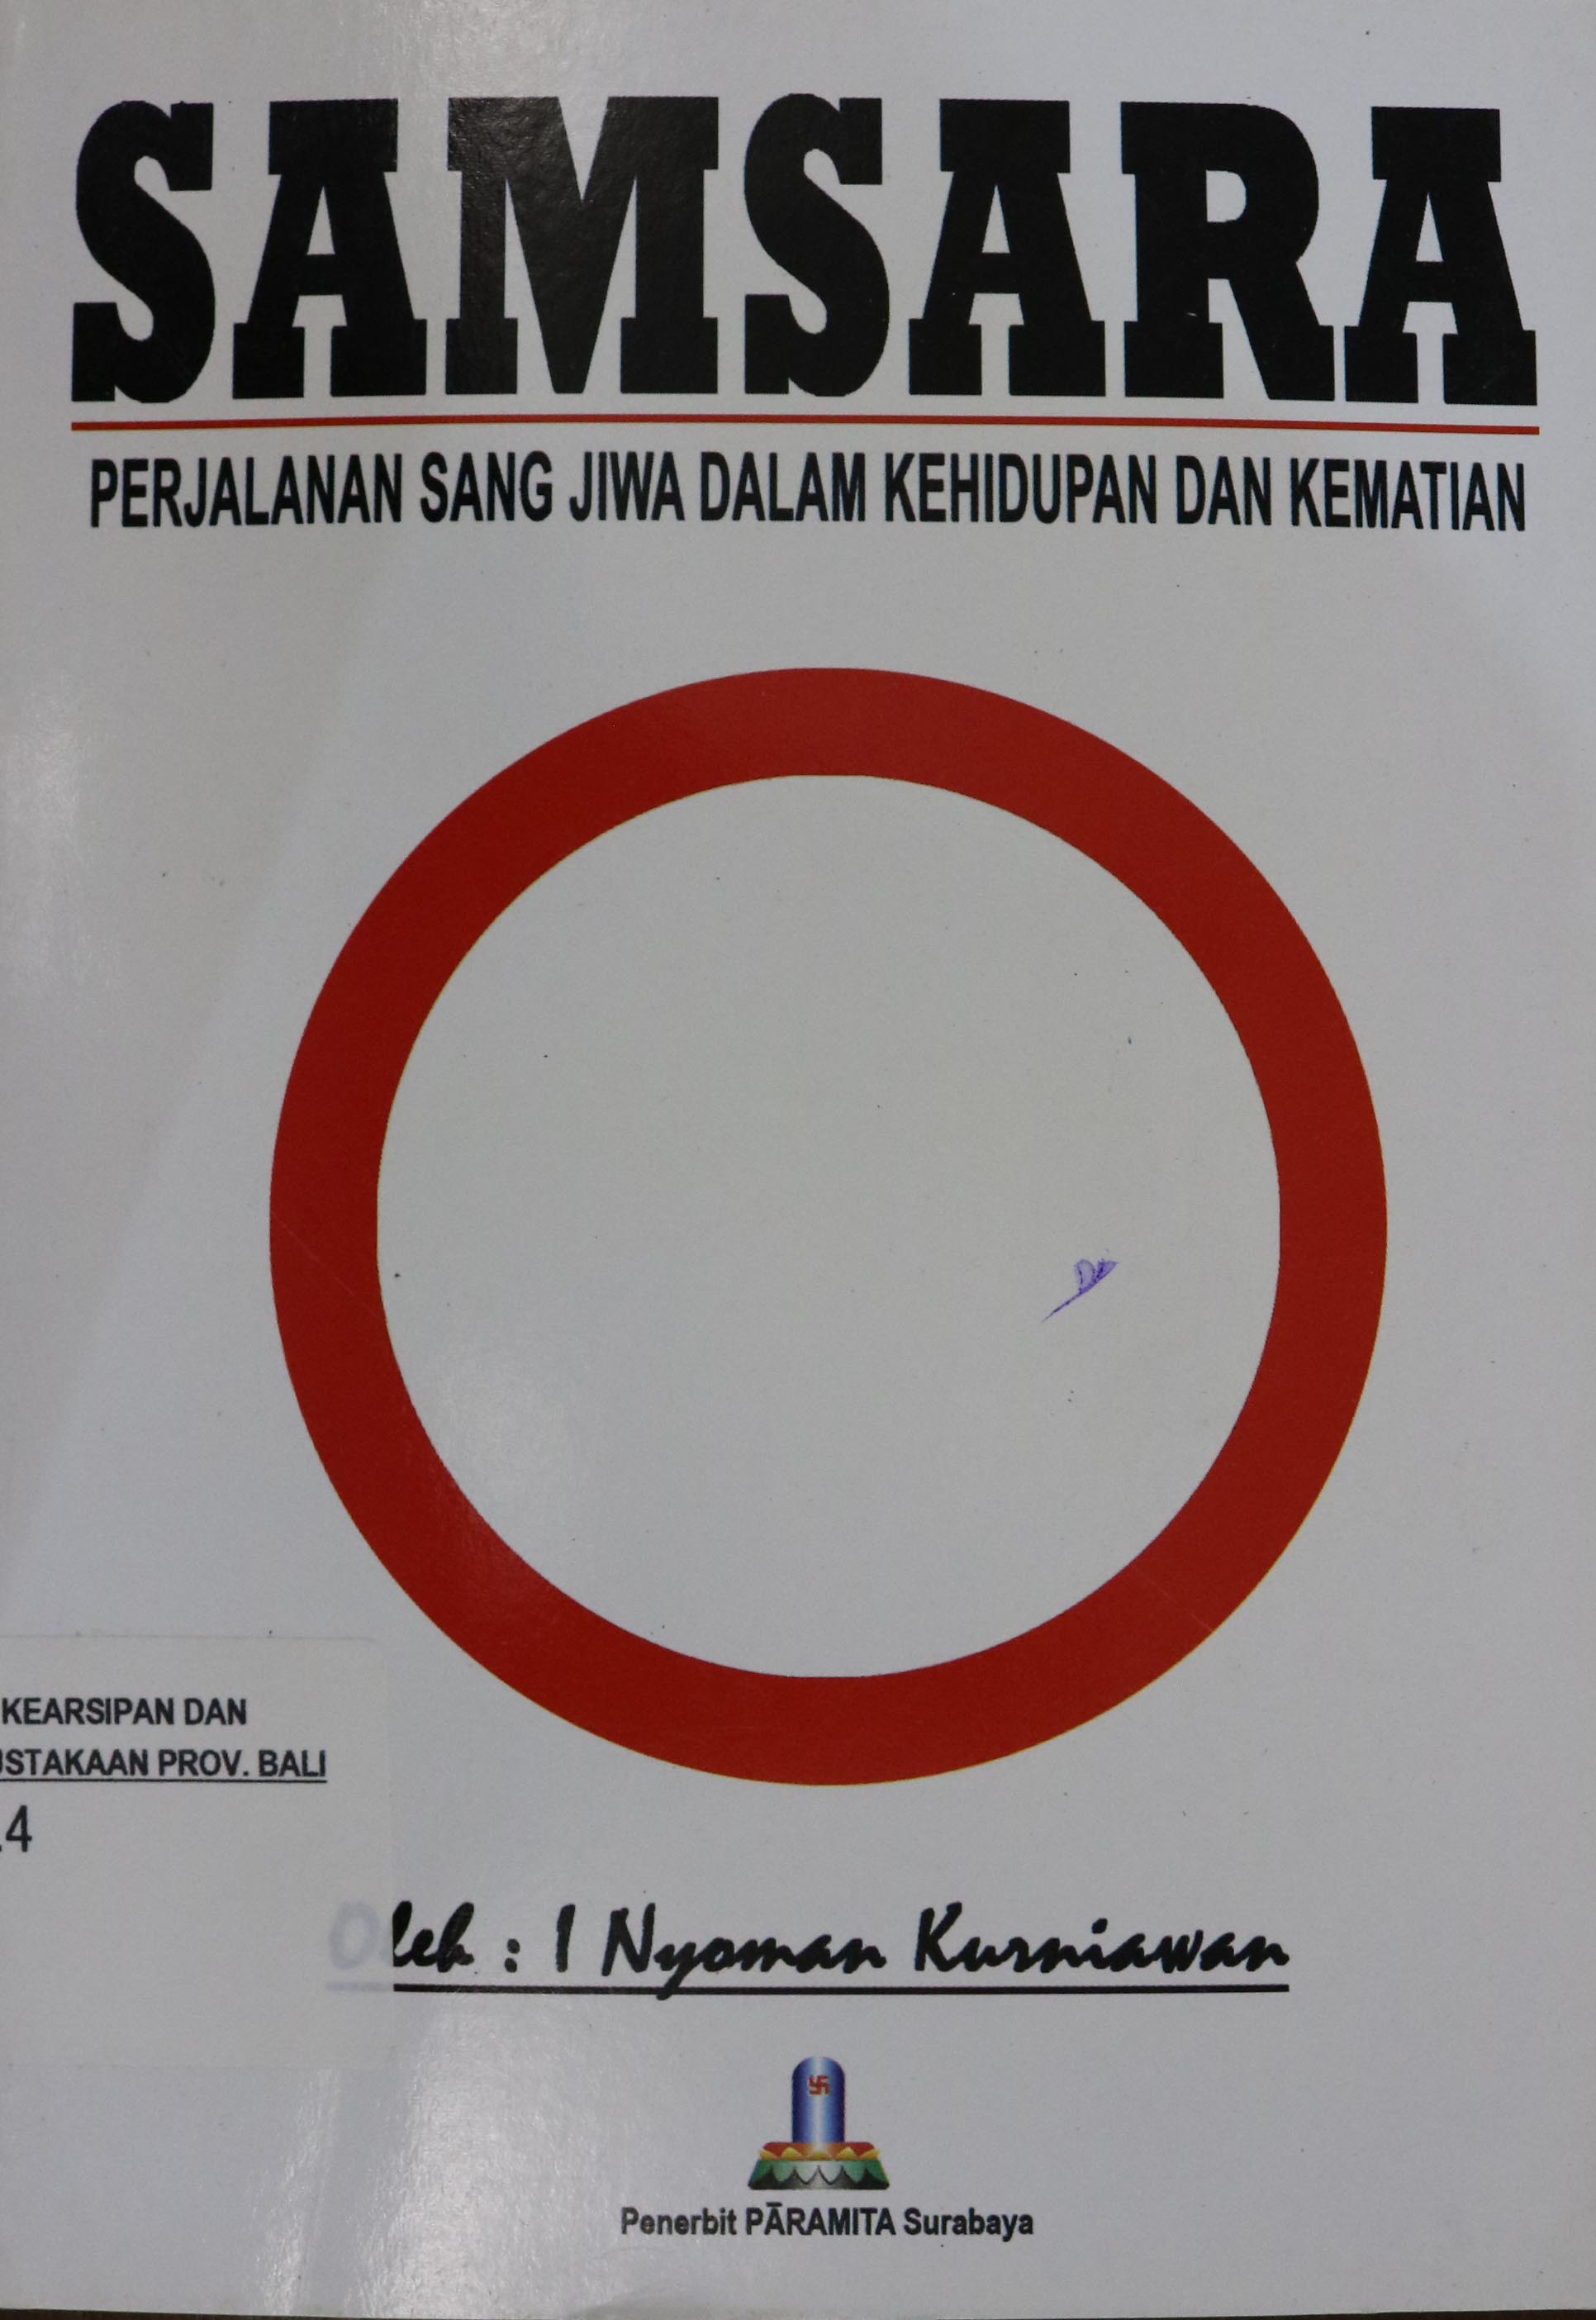 SAMSARA
PERJALANAN SANG JIWA DALAM KEHIDUPAN DAN KEMATIAN
KEARSIPAN DAN
USTAKAAN PROV. BALI
.4
Oleh : I Nyoman Kurniawan
Penerbit PĀRAMITA Surabaya